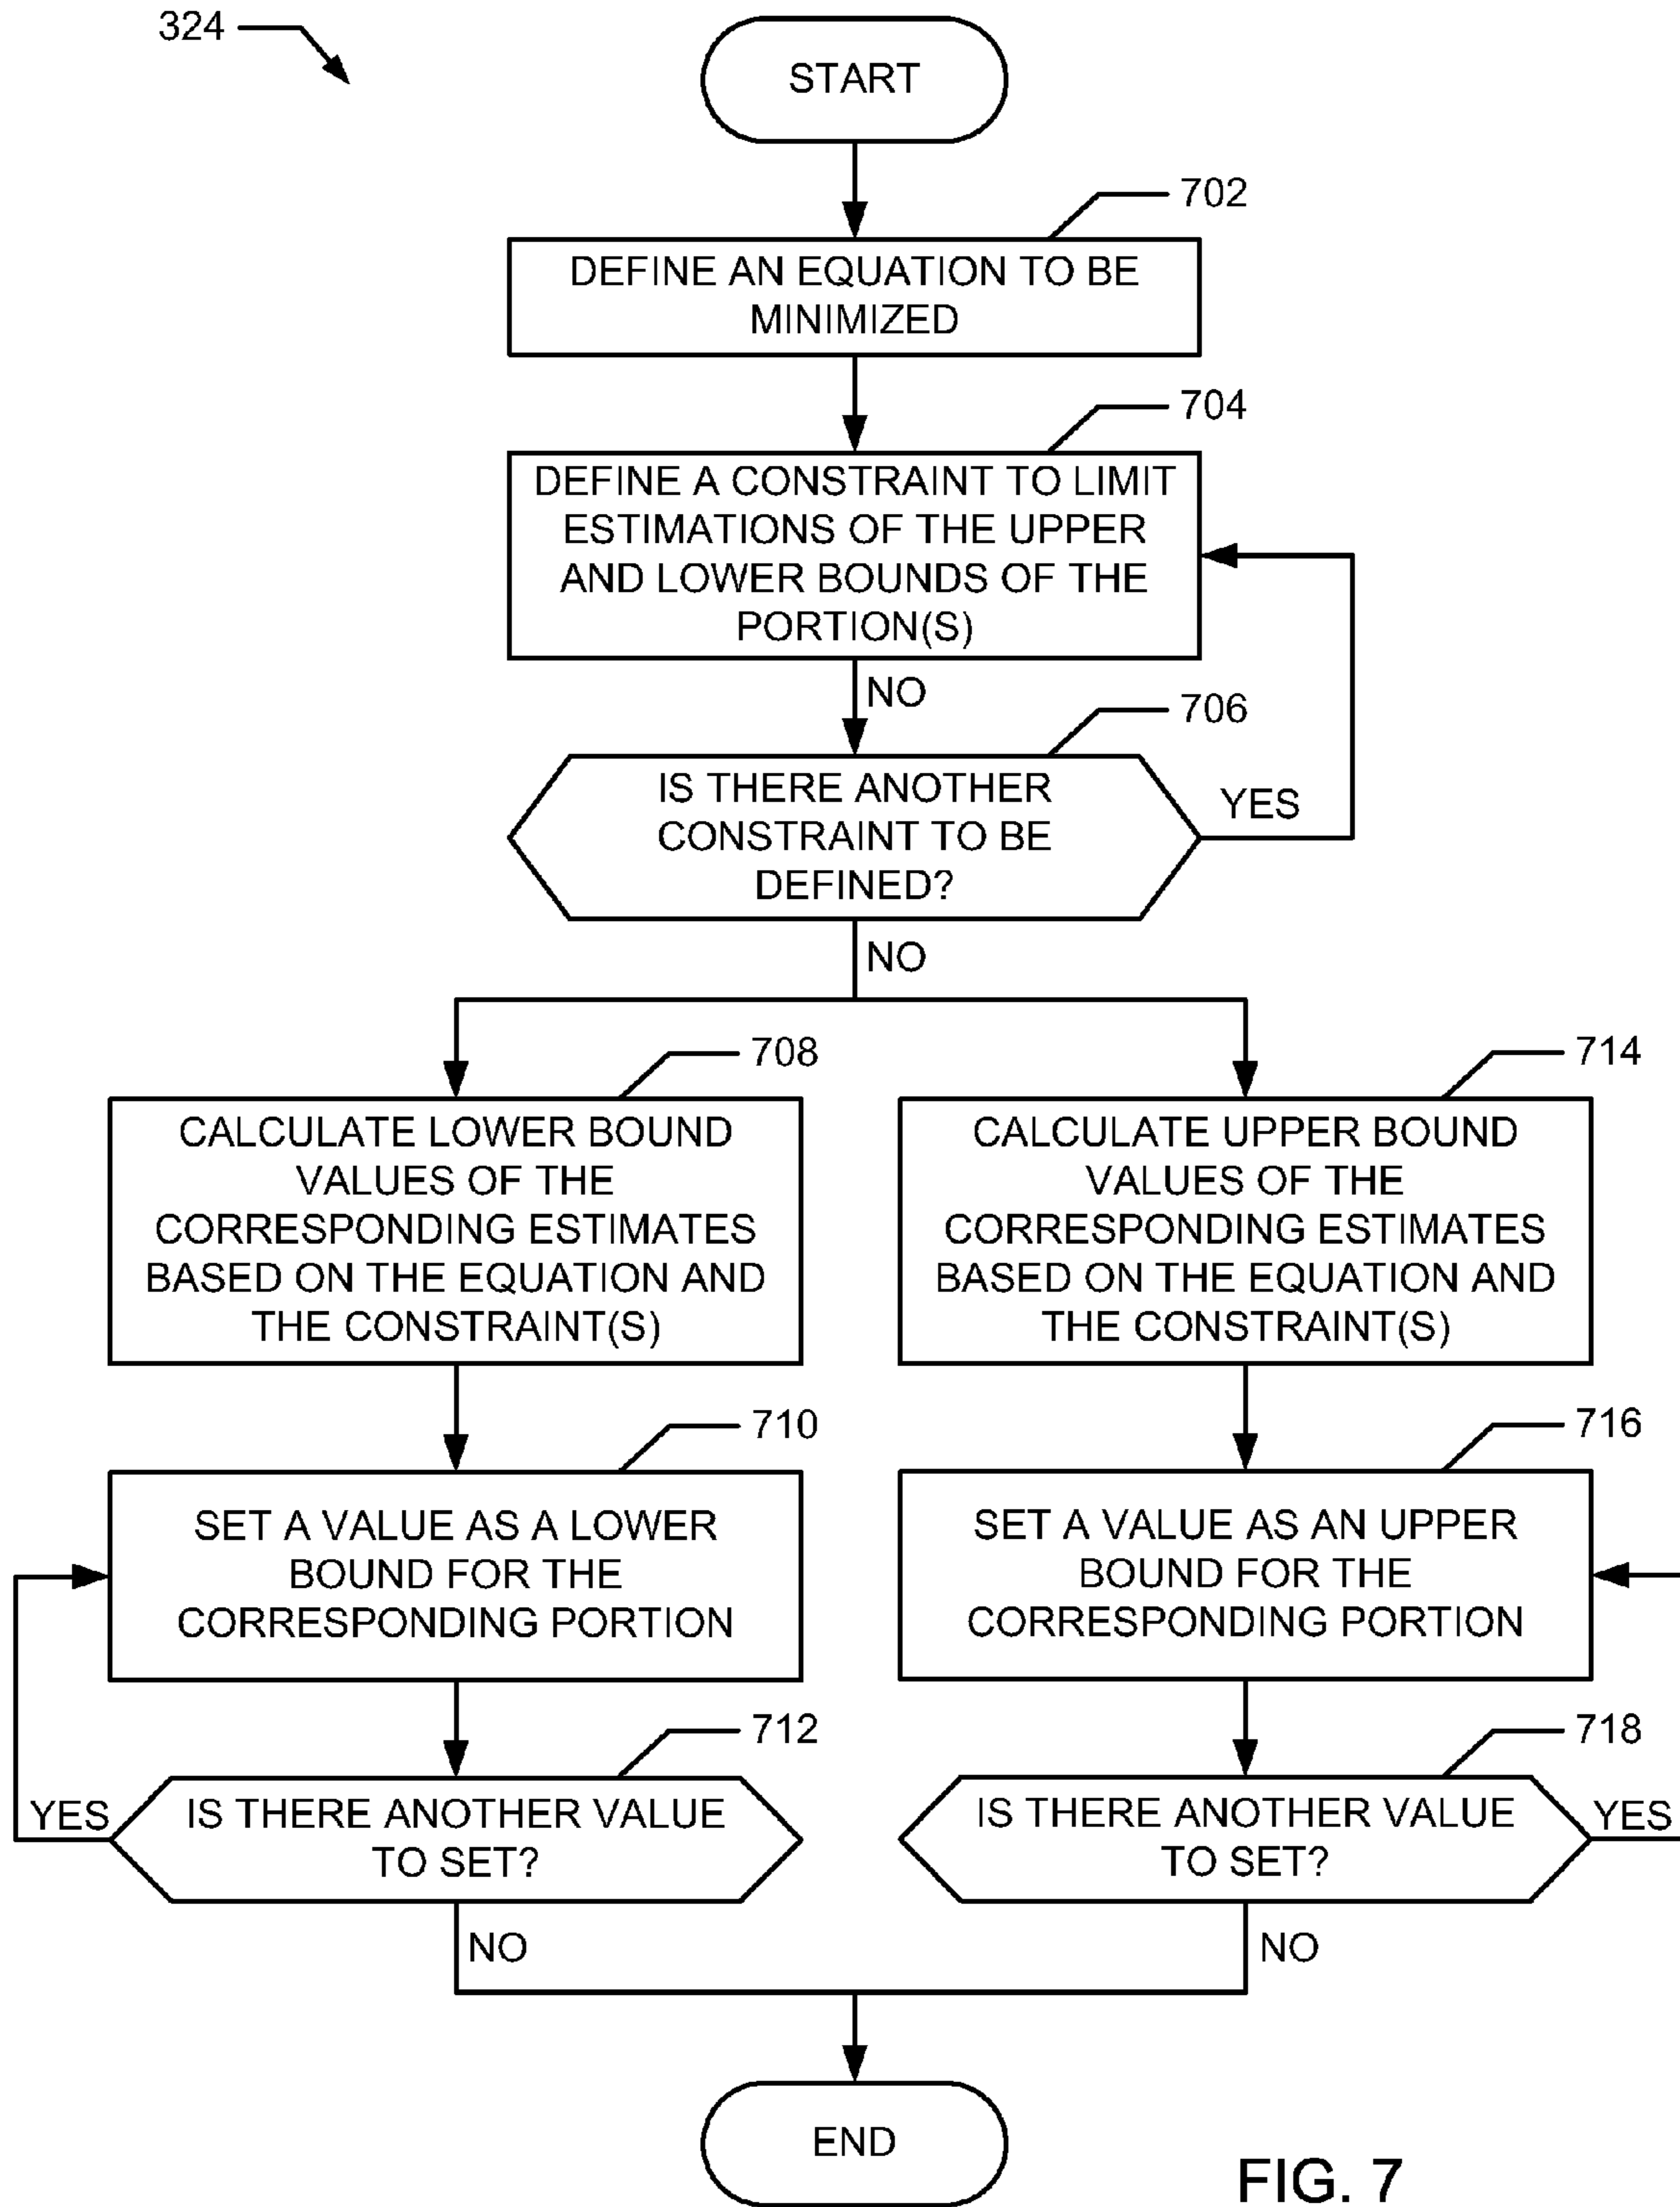 324
START
702
DEFINE AN EQUATION TO BE
MINIMIZED
704
DEFINE A CONSTRAINT TO LIMIT
ESTIMATIONS OF THE UPPER
AND LOWER BOUNDS OF THE
PORTION(S)
NO
706
IS THERE ANOTHER
CONSTRAINT TO BE
DEFINED?
YES
NO
708
CALCULATE LOWER BOUND
VALUES OF THE
CORRESPONDING ESTIMATES
BASED ON THE EQUATION AND
THE CONSTRAINT(S)
714
CALCULATE UPPER BOUND
VALUES OF THE
CORRESPONDING ESTIMATES
BASED ON THE EQUATION AND
THE CONSTRAINT(S)
710
SET A VALUE AS A LOWER
BOUND FOR THE
CORRESPONDING PORTION
716
SET A VALUE AS AN UPPER
BOUND FOR THE
CORRESPONDING PORTION
712
YES
IS THERE ANOTHER VALUE
TO SET?
NO
718
IS THERE ANOTHER VALUE
TO SET?
YES
NO
END
FIG. 7